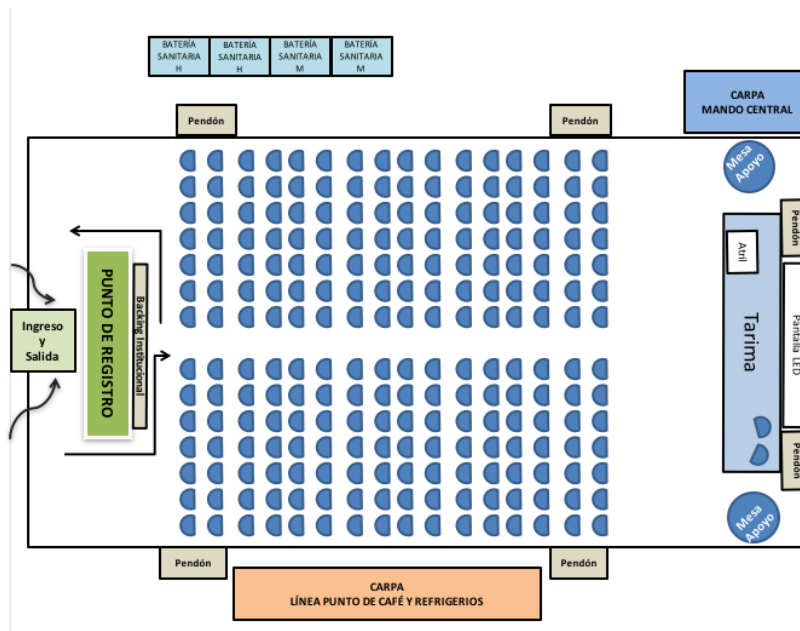 BATERÍA
SANITARIA
H
BATERÍA
SANITARIA
H
BATERÍA
SANITARIA
M
BATERÍA
SANITARIA
M
CARPA
MANDO CENTRAL
Pendón
Pendón
Mesa
Apoyo
Pendón
Atril
Tarima
Pantalla LED
Pendón
Mesa
Apoyo
Ingreso
y
Salida
PUNTO DE REGISTRO
Backing Institucional
Pendón
Pendón
CARPA
LÍNEA PUNTO DE CAFÉ Y REFRIGERIOS